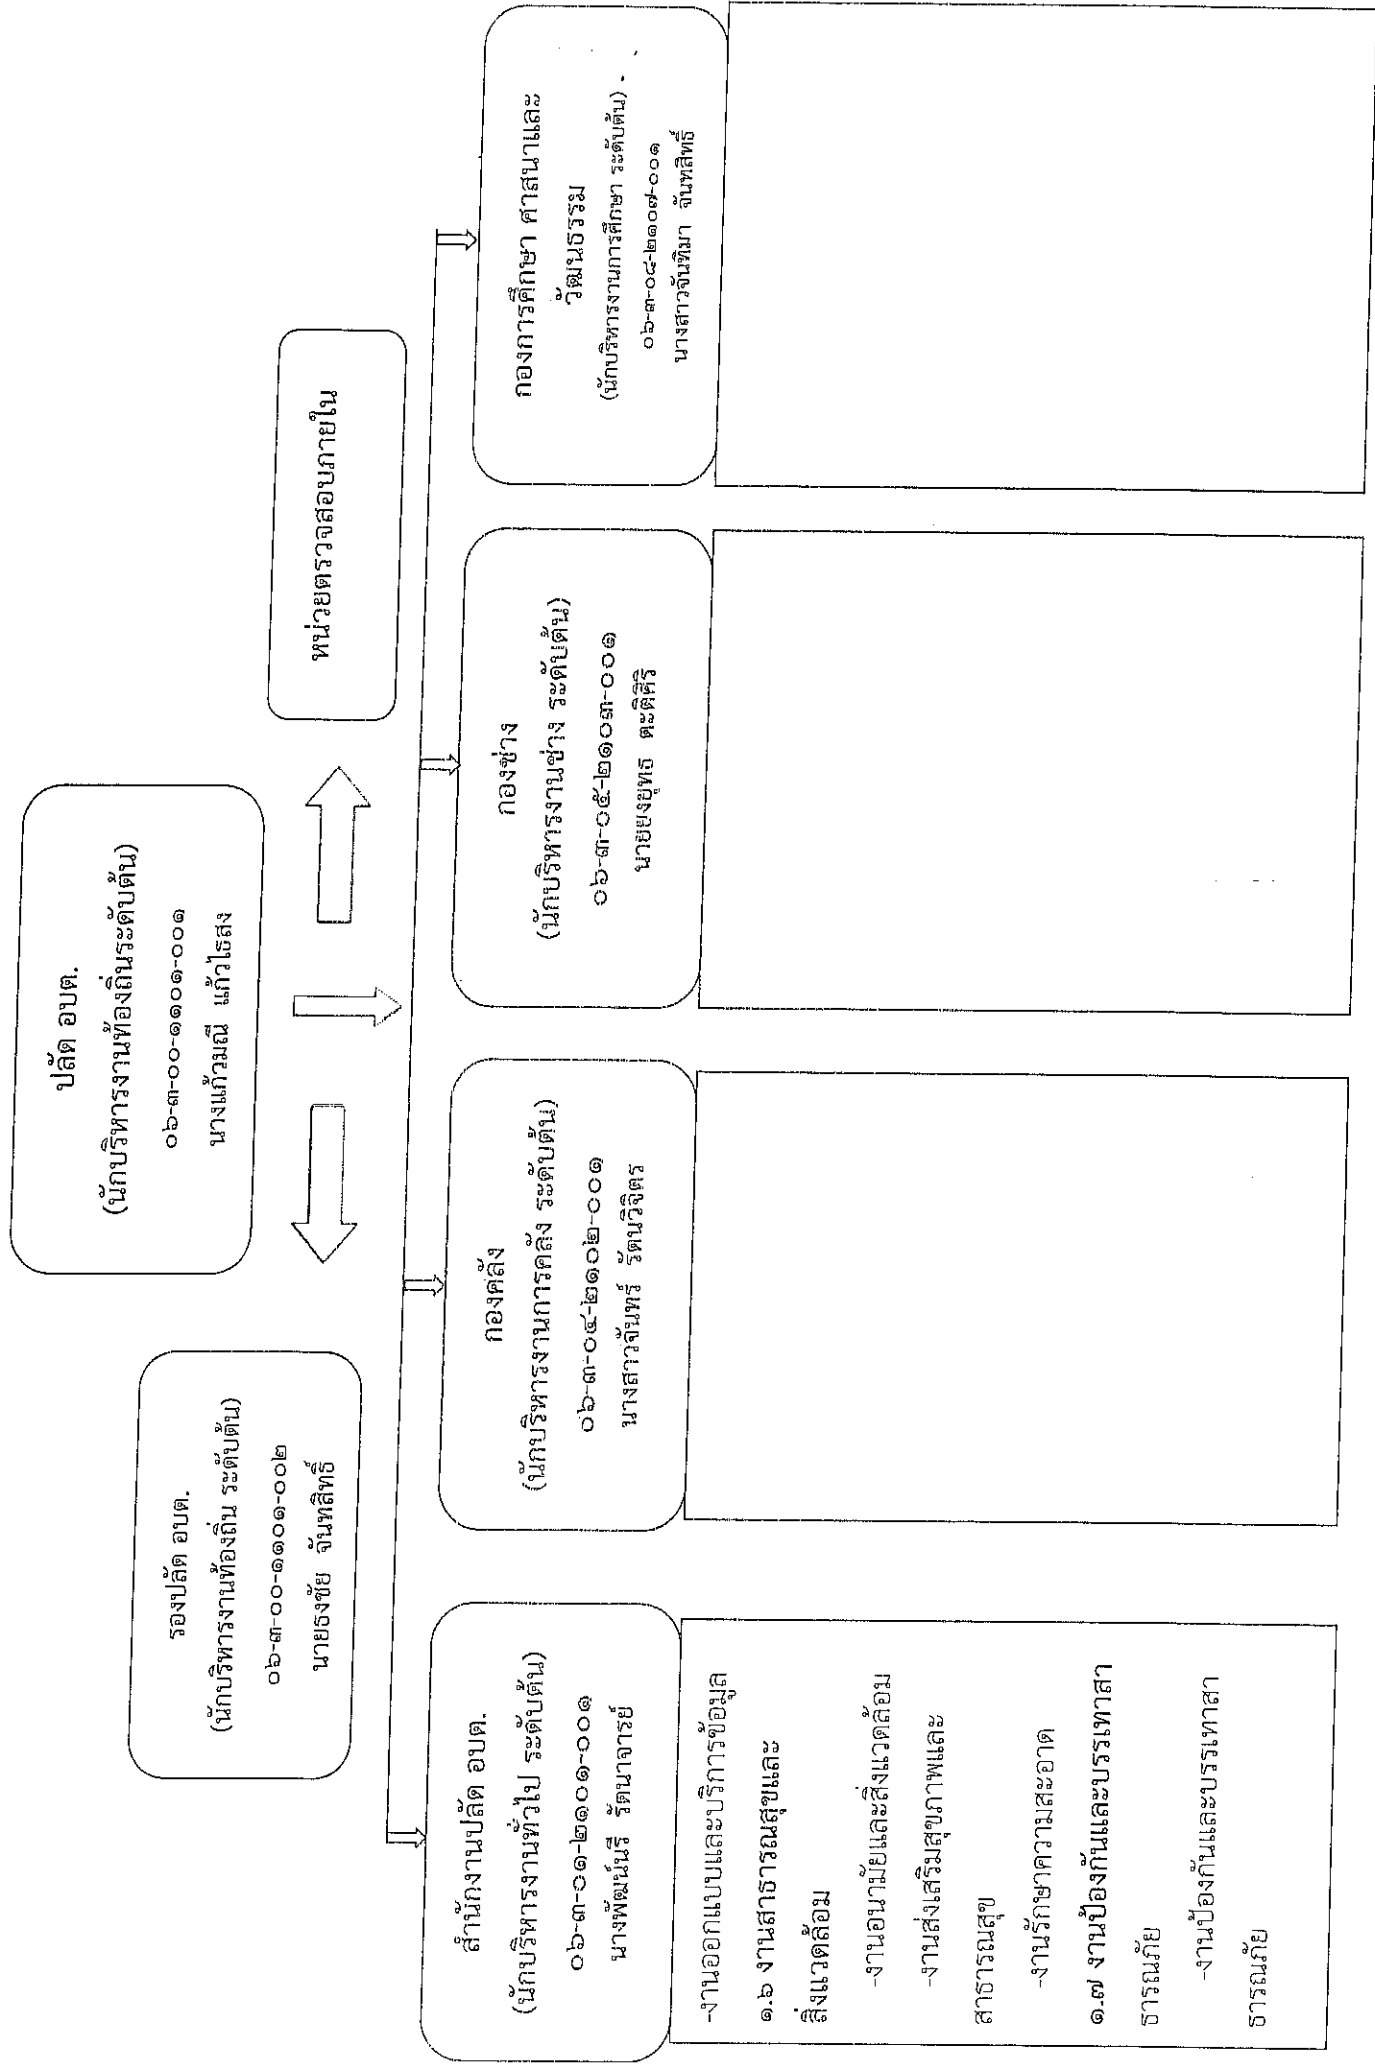 ปลัด อบต.
(นักบริหารงานท้องถิ่นระดับต้น)
๐๖-๓-๐๐-๑๑๐๑-๐๐๑
นางแก้วมณี แก้วไธสง
รองปลัด อบต.
(นักบริหารงานท้องถิ่น ระดับต้น)
๐๖-๓-๐๐-๑๑๐๑-๐๐๒
นายธงชัย จันทสิทธิ์
หน่วยตรวจสอบภายใน
สำนักงานปลัด อบต.
(นักบริหารงานทั่วไป ระดับต้น)
๐๖-๓-๐๑-๒๑๐๑-๐๐๑
นางพัฒน์นรี รัตนาจารย์
-งานออกแบบและบริการข้อมูล
๑.๖ งานสาธารณสุขและ
สิ่งแวดล้อม
-งานอนามัยและสิ่งแวดล้อม
-งานส่งเสริมสุขภาพและ
สาธารณสุข
-งานรักษาความสะอาด
๑.๗ งานป้องกันและบรรเทาสา
ธารณภัย
-งานป้องกันและบรรเทาสา
ธารณภัย
กองคลัง
(นักบริหารงานการคลัง ระดับต้น)
๐๖-๓-๐๔-๒๑๐๒-๐๐๑
นางสาวจันทร์ รัตนวิจิตร
กองช่าง
(นักบริหารงานช่าง ระดับต้น)
๐๖-๓-๐๕-๒๑๐๓-๐๐๑
นายยงยุทธ ตะติศิริ
กองการศึกษา ศาสนาและ
วัฒนธรรม
(นักบริหารงานการศึกษา ระดับต้น)
๐๖-๓-๐๘-๒๑๐๗-๐๐๑
นางสาวจันทิมา จันทสิทธิ์